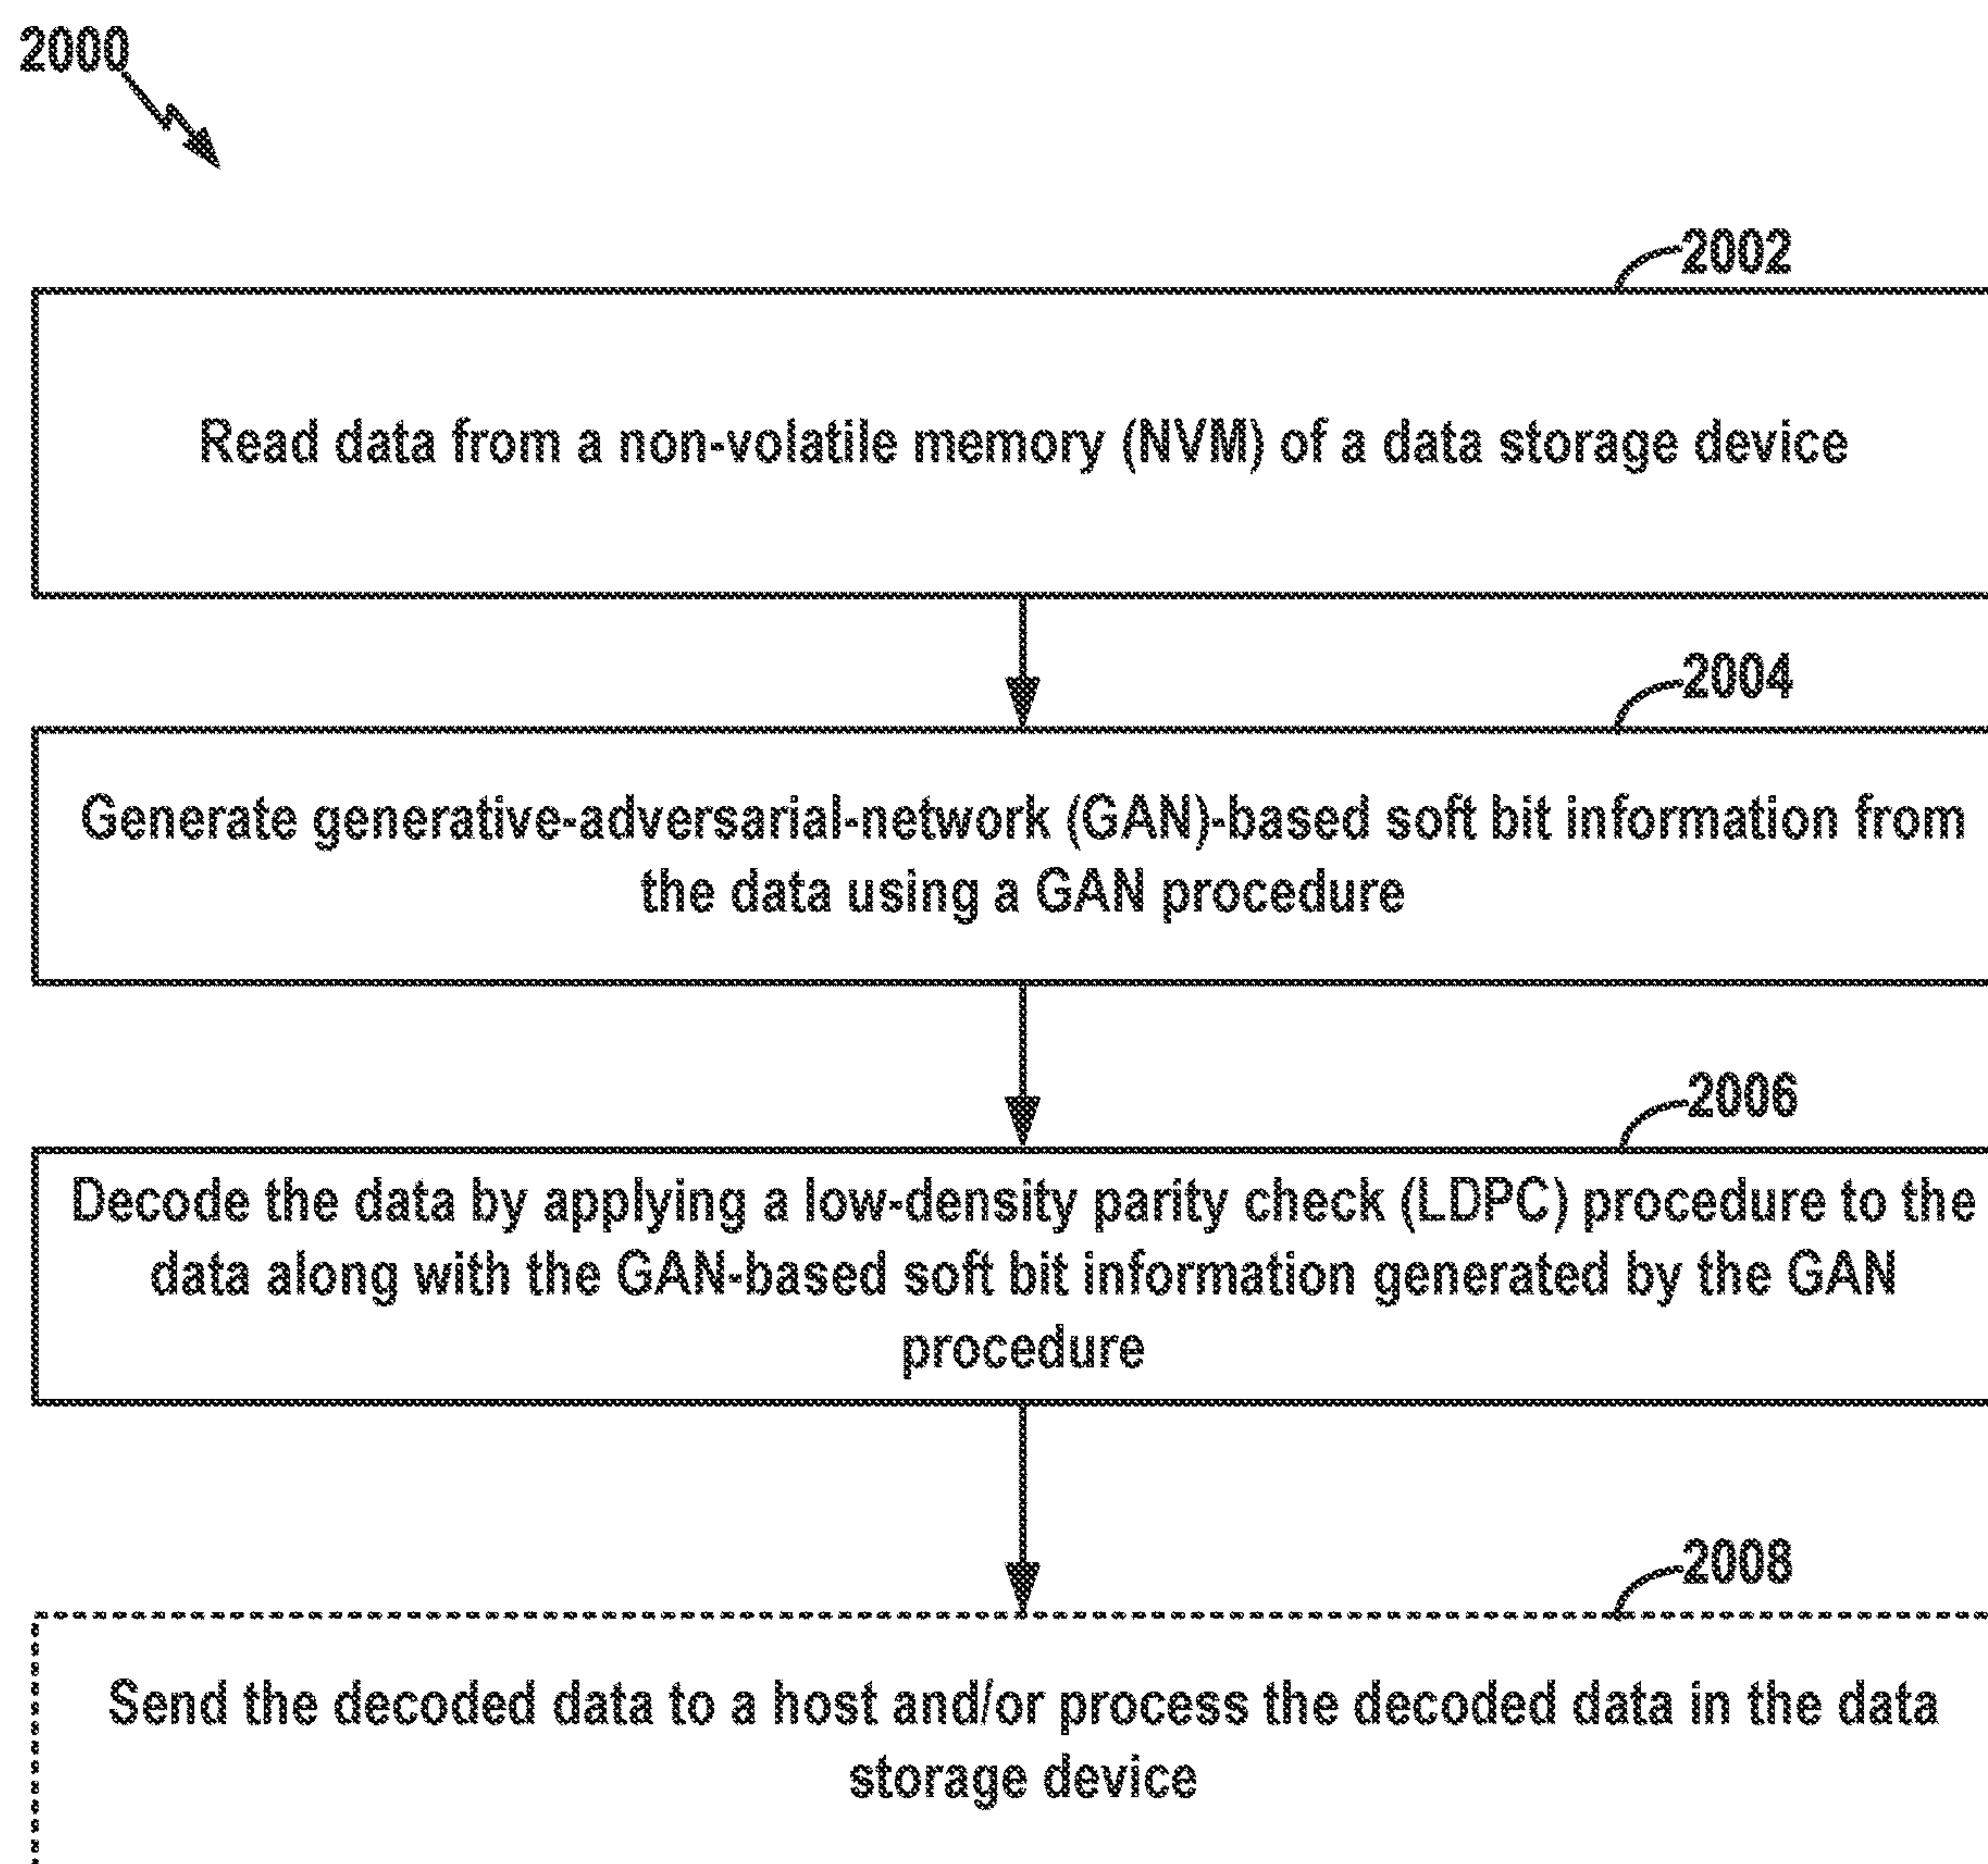 2000
2002
Read data from a non-volatile memory (NVM) of a data storage device
2004
Generate generative-adversarial-network (GAN)-based soft bit information from
the data using a GAN procedure
2006
Decode the data by applying a low-density parity check (LDPC) procedure to the
data along with the GAN-based soft bit information generated by the GAN
procedure
2008
Send the decoded data to a host and/or process the decoded data in the data
storage device